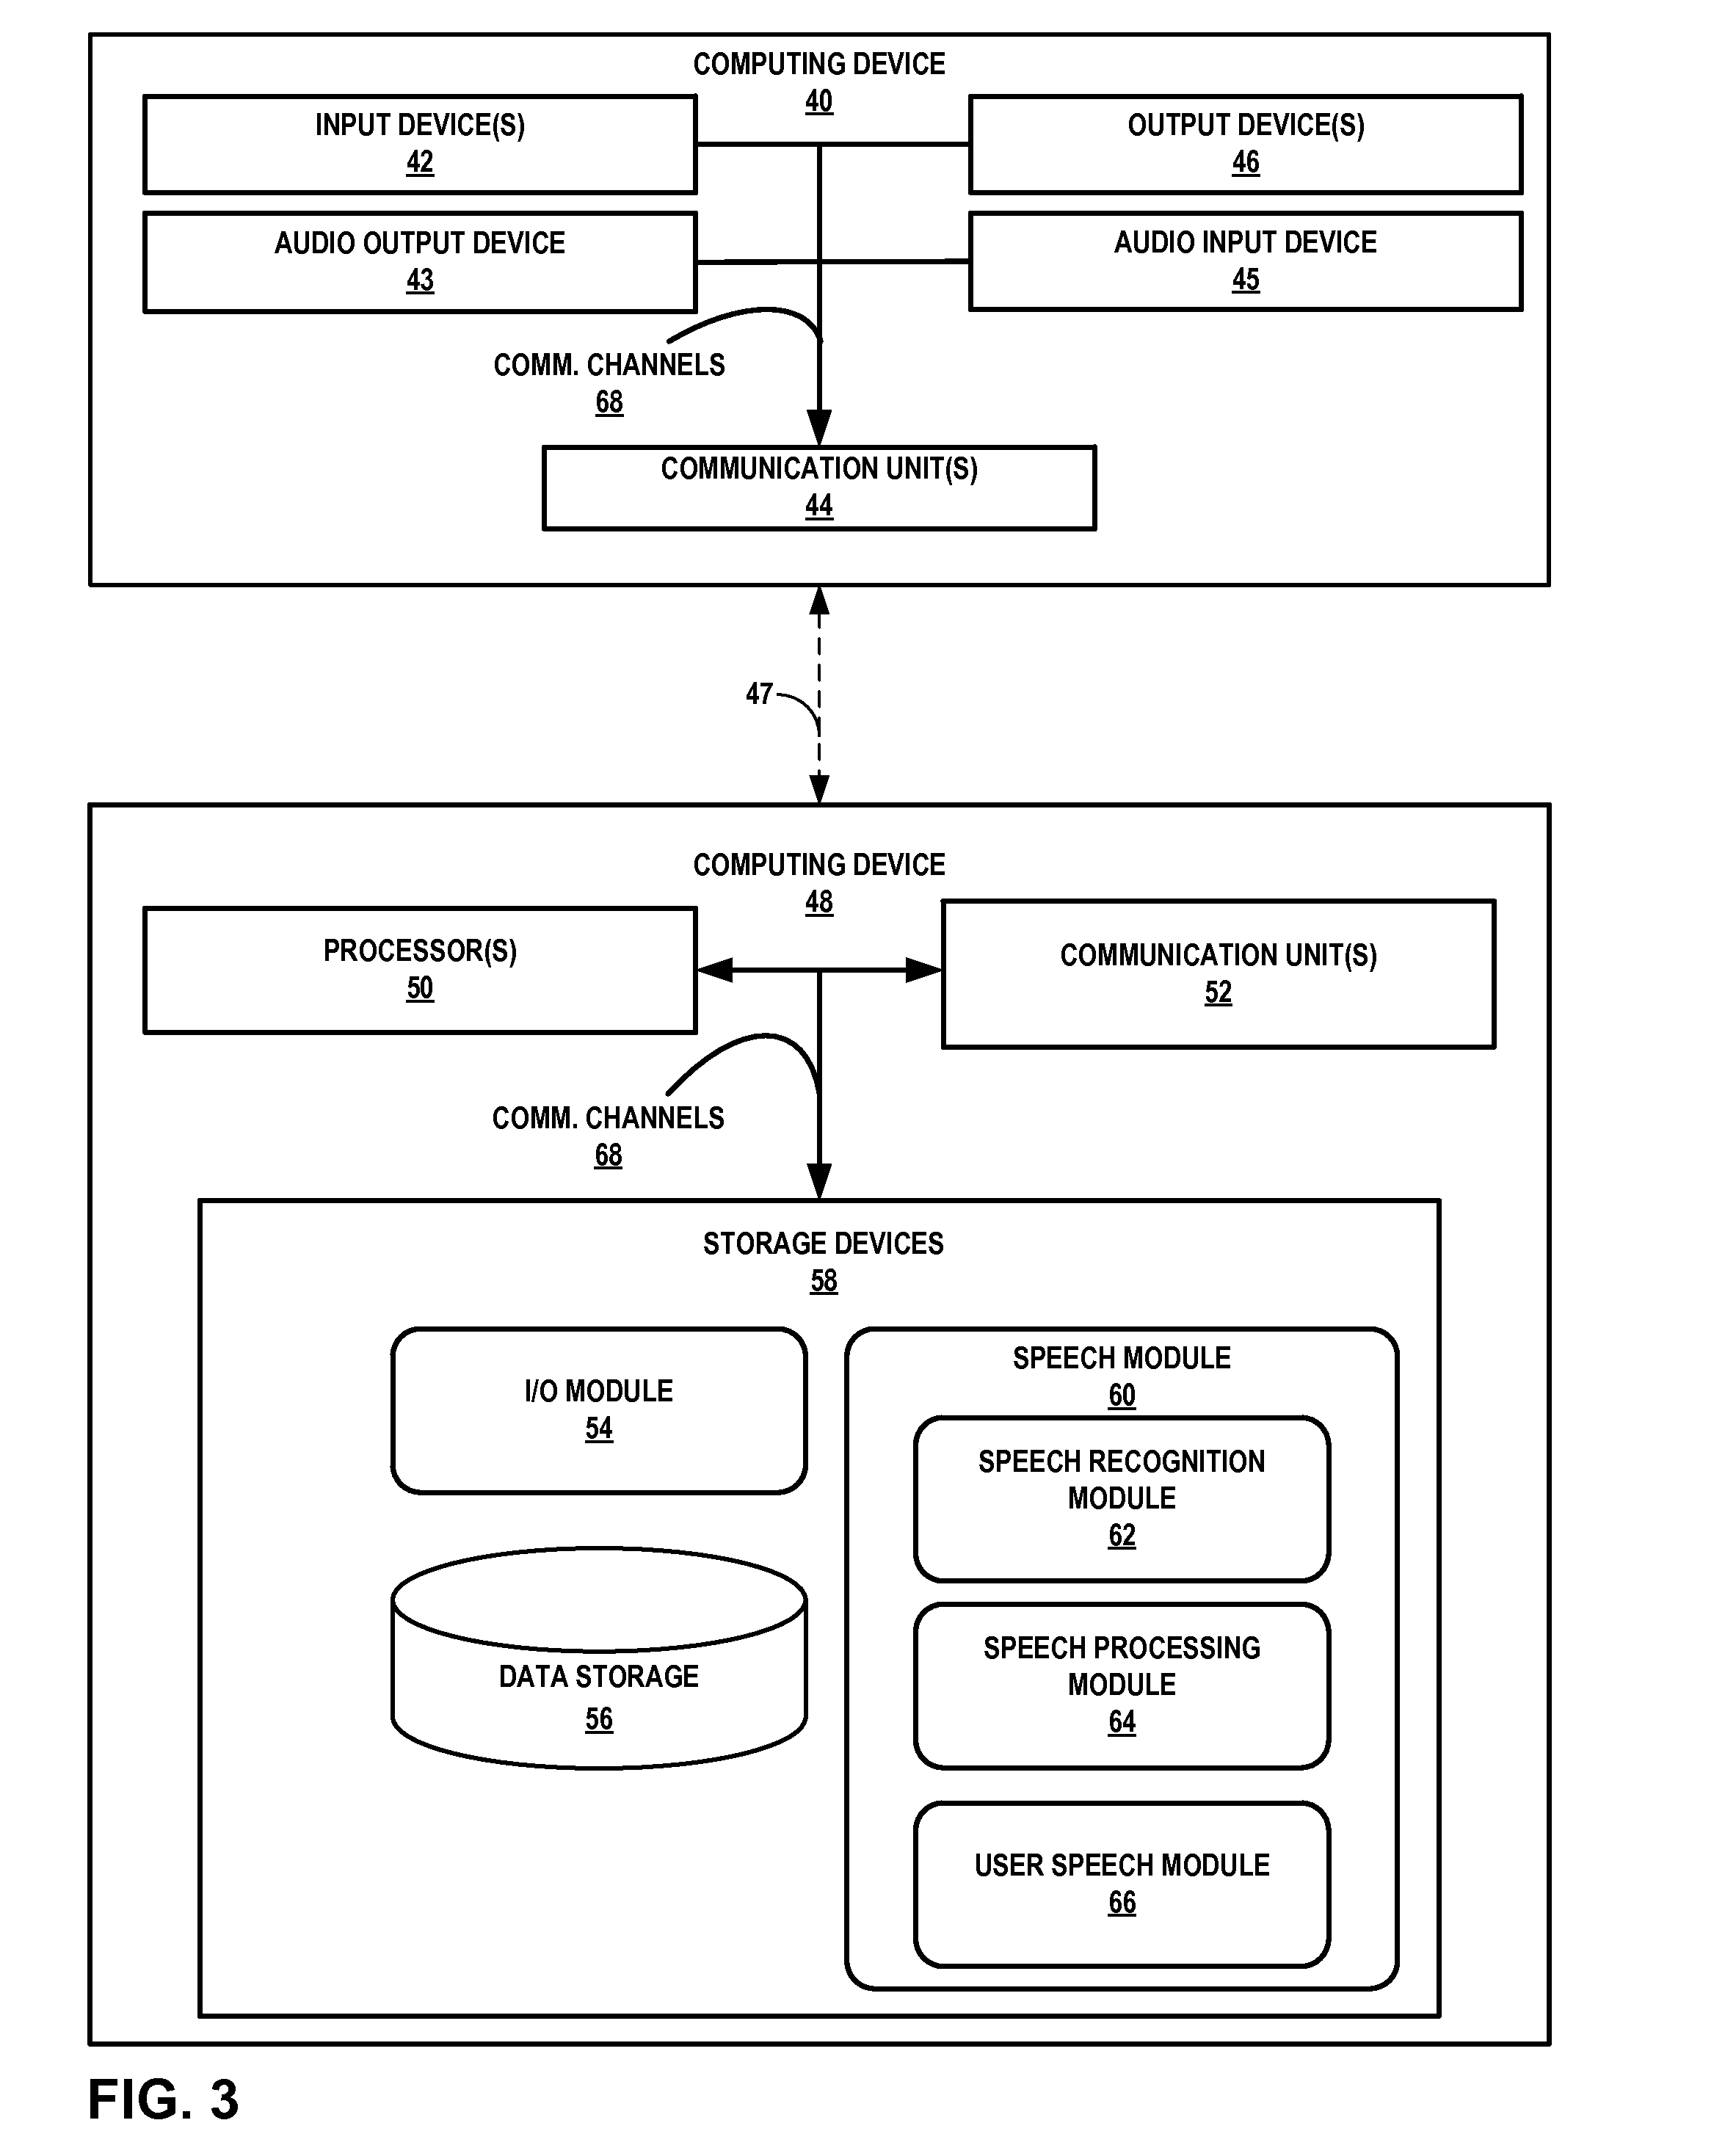 COMPUTING DEVICE
40
INPUT DEVICE(S)
42
OUTPUT DEVICE(S)
46
AUDIO OUTPUT DEVICE
43
AUDIO INPUT DEVICE
45
COMM. CHANNELS
68
COMMUNICATION UNIT(S)
44
47
COMPUTING DEVICE
48
PROCESSOR(S)
50
COMMUNICATION UNIT(S)
52
COMM. CHANNELS
68
STORAGE DEVICES
58
I/O MODULE
54
DATA STORAGE
56
SPEECH MODULE
60
SPEECH RECOGNITION
MODULE
62
SPEECH PROCESSING
MODULE
64
USER SPEECH MODULE
66
FIG. 3